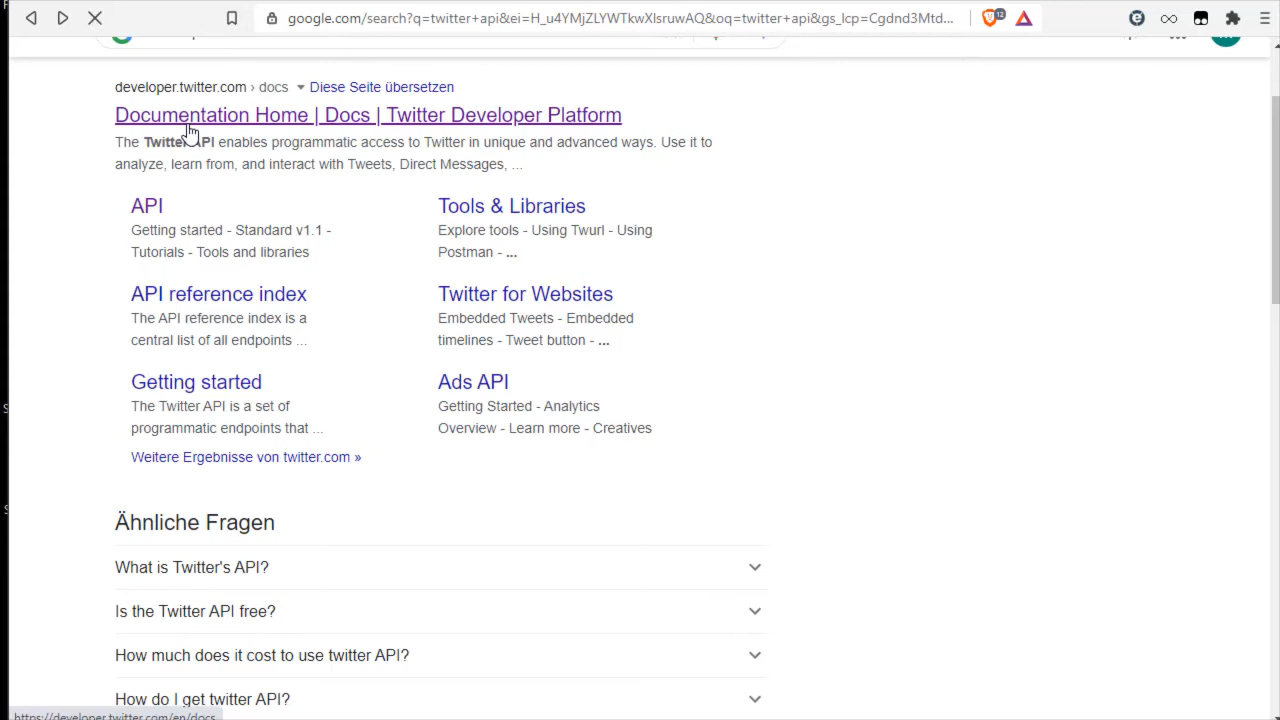 google.com/search?q=twitter+api&ei=H_u4YMjZLYWTkwXlsruwAQ&oq=twitter+api&gs_lcp=Cgdnd3Mtd...
12
developer.twitter.com › docs Diese Seite übersetzen
Documentation Home | Docs | Twitter Developer Platform
The Twitter API enables programmatic access to Twitter in unique and advanced ways. Use it to
analyze, learn from, and interact with Tweets, Direct Messages, ...
API
Getting started - Standard v1.1 -
Tutorials - Tools and libraries
Tools & Libraries
Explore tools - Using Twurl - Using
Postman - ...
API reference index
The API reference index is a
central list of all endpoints ...
Twitter for Websites
Embedded Tweets - Embedded
timelines - Tweet button - ...
Getting started
The Twitter API is a set of
programmatic endpoints that ...
Ads API
Getting Started - Analytics
Overview - Learn more - Creatives
Weitere Ergebnisse von twitter.com »
Ähnliche Fragen
What is Twitter's API?
Is the Twitter API free?
How much does it cost to use twitter API?
How do I get twitter API?
https://developer.twitter.com/en/docs